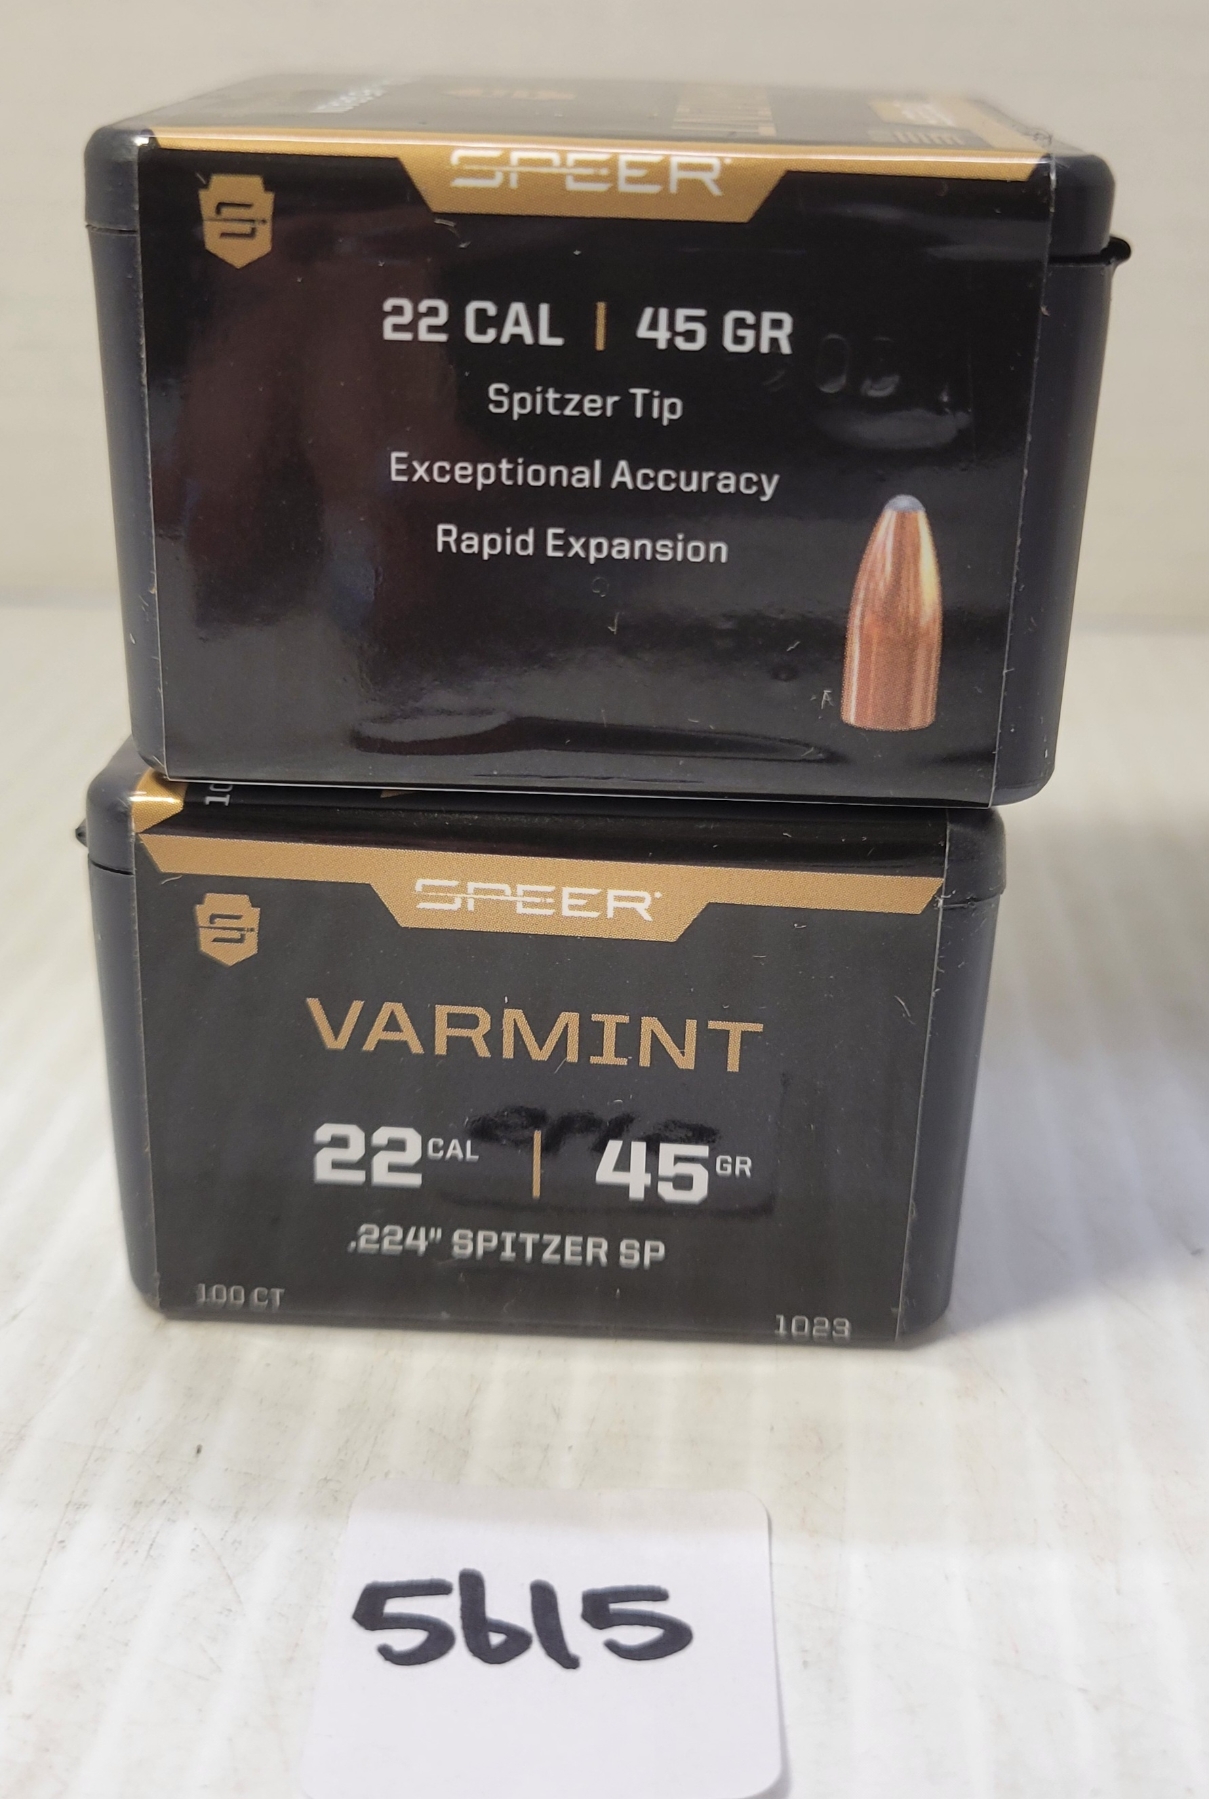 SPEER
22 CAL | 45 GR
Spitzer Tip
Exceptional Accuracy
Rapid Expansion
10
SPEER
VARMINT
22 CAL | 45 GR
.224" SPITZER SP
100 CT
1023
5615